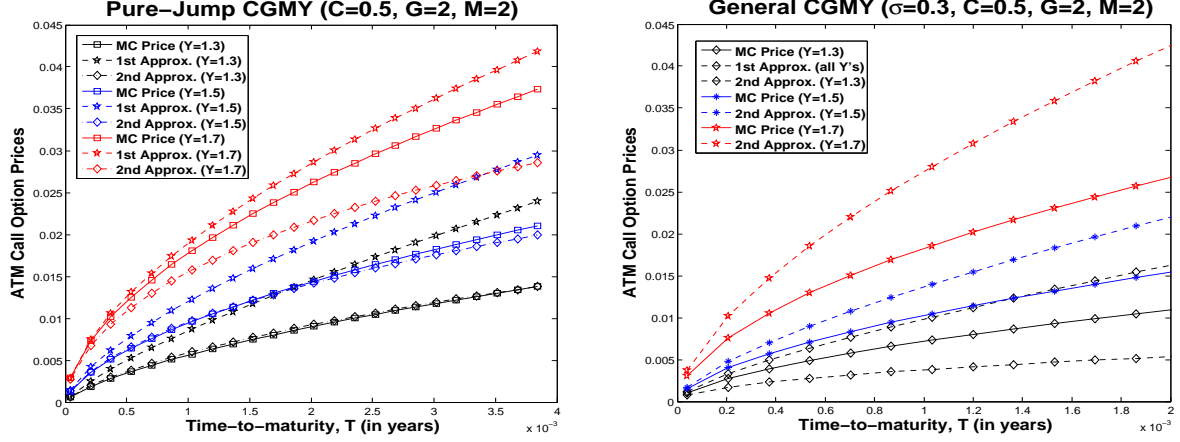 Pure−Jump CGMY (C=0.5, G=2, M=2)
0.045
0.04
0.035
0.03
0.025
0.02
0.015
0.01
0.005
0
ATM Call Option Prices
MC Price (Y=1.3)
1st Approx. (Y=1.3)
2nd Approx. (Y=1.3)
MC Price (Y=1.5)
1st Approx. (Y=1.5)
2nd Approx. (Y=1.5)
MC Price (Y=1.7)
1st Approx. (Y=1.7)
2nd Approx. (Y=1.7)
0 0.5 1 1.5 2 2.5 3 3.5 4
x 10⁻³
Time−to−maturity, T (in years)
General CGMY (σ=0.3, C=0.5, G=2, M=2)
0.045
0.04
0.035
0.03
0.025
0.02
0.015
0.01
0.005
0
ATM Call Option Prices
MC Price (Y=1.3)
1st Approx. (all Y's)
2nd Approx. (Y=1.3)
MC Price (Y=1.5)
2nd Approx. (Y=1.5)
MC Price (Y=1.7)
2nd Approx. (Y=1.7)
0 0.2 0.4 0.6 0.8 1 1.2 1.4 1.6 1.8 2
x 10⁻³
Time−to−maturity, T (in years)